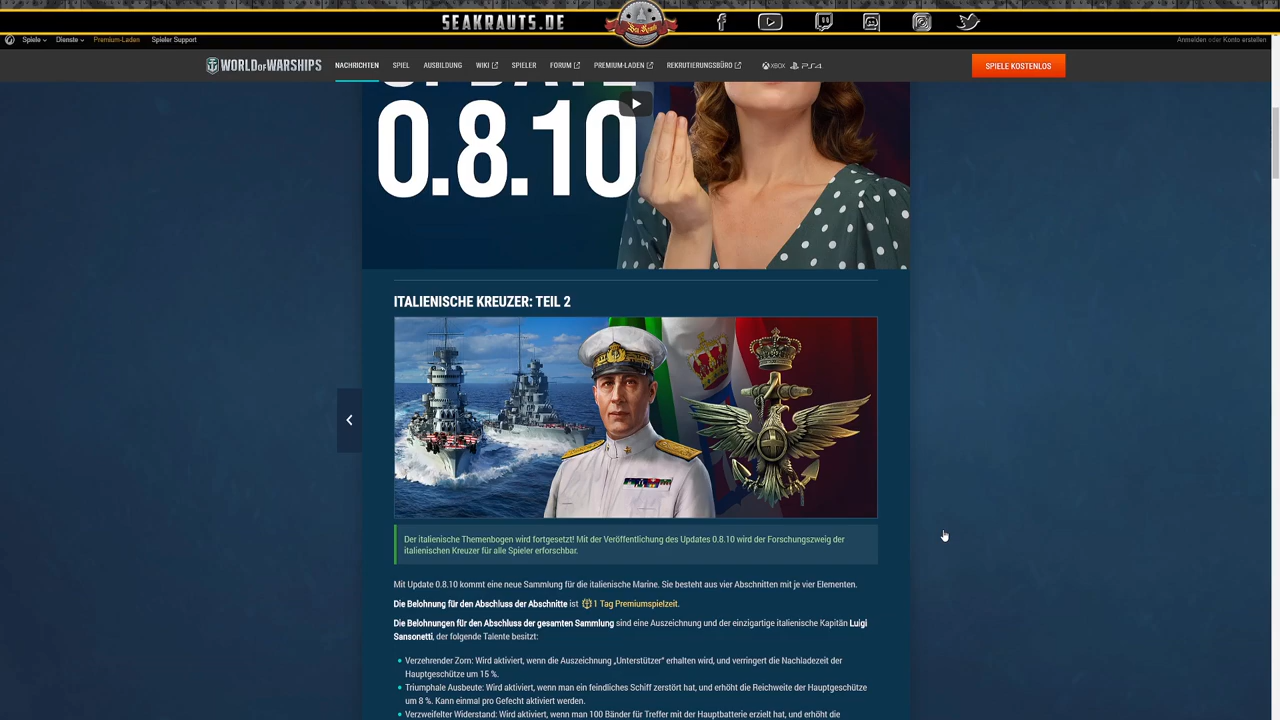 SEAKRAUTS.DE
Spiele
Dienste
Premium-Laden
Spieler Support
Anmelden oder Konto erstellen
WORLD OF WARSHIPS
NACHRICHTEN
SPIEL
AUSBILDUNG
WIKI
SPIELER
FORUM
PREMIUM-LADEN
REKRUTIERUNGSBÜRO
XBOX
PS4
SPIELE KOSTENLOS
UPDATE
0.8.10
ITALIENISCHE KREUZER: TEIL 2
Der italienische Themenbogen wird fortgesetzt! Mit der Veröffentlichung des Updates 0.8.10 wird der Forschungszweig der
italienischen Kreuzer für alle Spieler erforschbar.
Mit Update 0.8.10 kommt eine neue Sammlung für die italienische Marine. Sie besteht aus vier Abschnitten mit je vier Elementen.
Die Belohnung für den Abschluss der Abschnitte ist 1 Tag Premiumspielzeit.
Die Belohnungen für den Abschluss der gesamten Sammlung sind eine Auszeichnung und der einzigartige italienische Kapitän Luigi
Sansonetti, der folgende Talente besitzt:
Verzehrender Zorn: Wird aktiviert, wenn die Auszeichnung „Unterstützer“ erhalten wird, und verringert die Nachladezeit der
Hauptgeschütze um 15 %.
Triumphale Ausbeute: Wird aktiviert, wenn man ein feindliches Schiff zerstört hat, und erhöht die Reichweite der Hauptgeschütze
um 8 %. Kann einmal pro Gefecht aktiviert werden.
Verzweifelter Widerstand: Wird aktiviert, wenn man 100 Bänder für Treffer mit der Hauptbatterie erzielt hat, und erhöht die